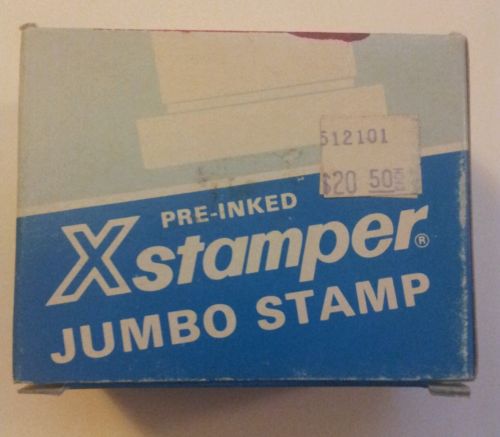 512101
$20 50
PRE-INKED
Xstamper®
JUMBO STAMP